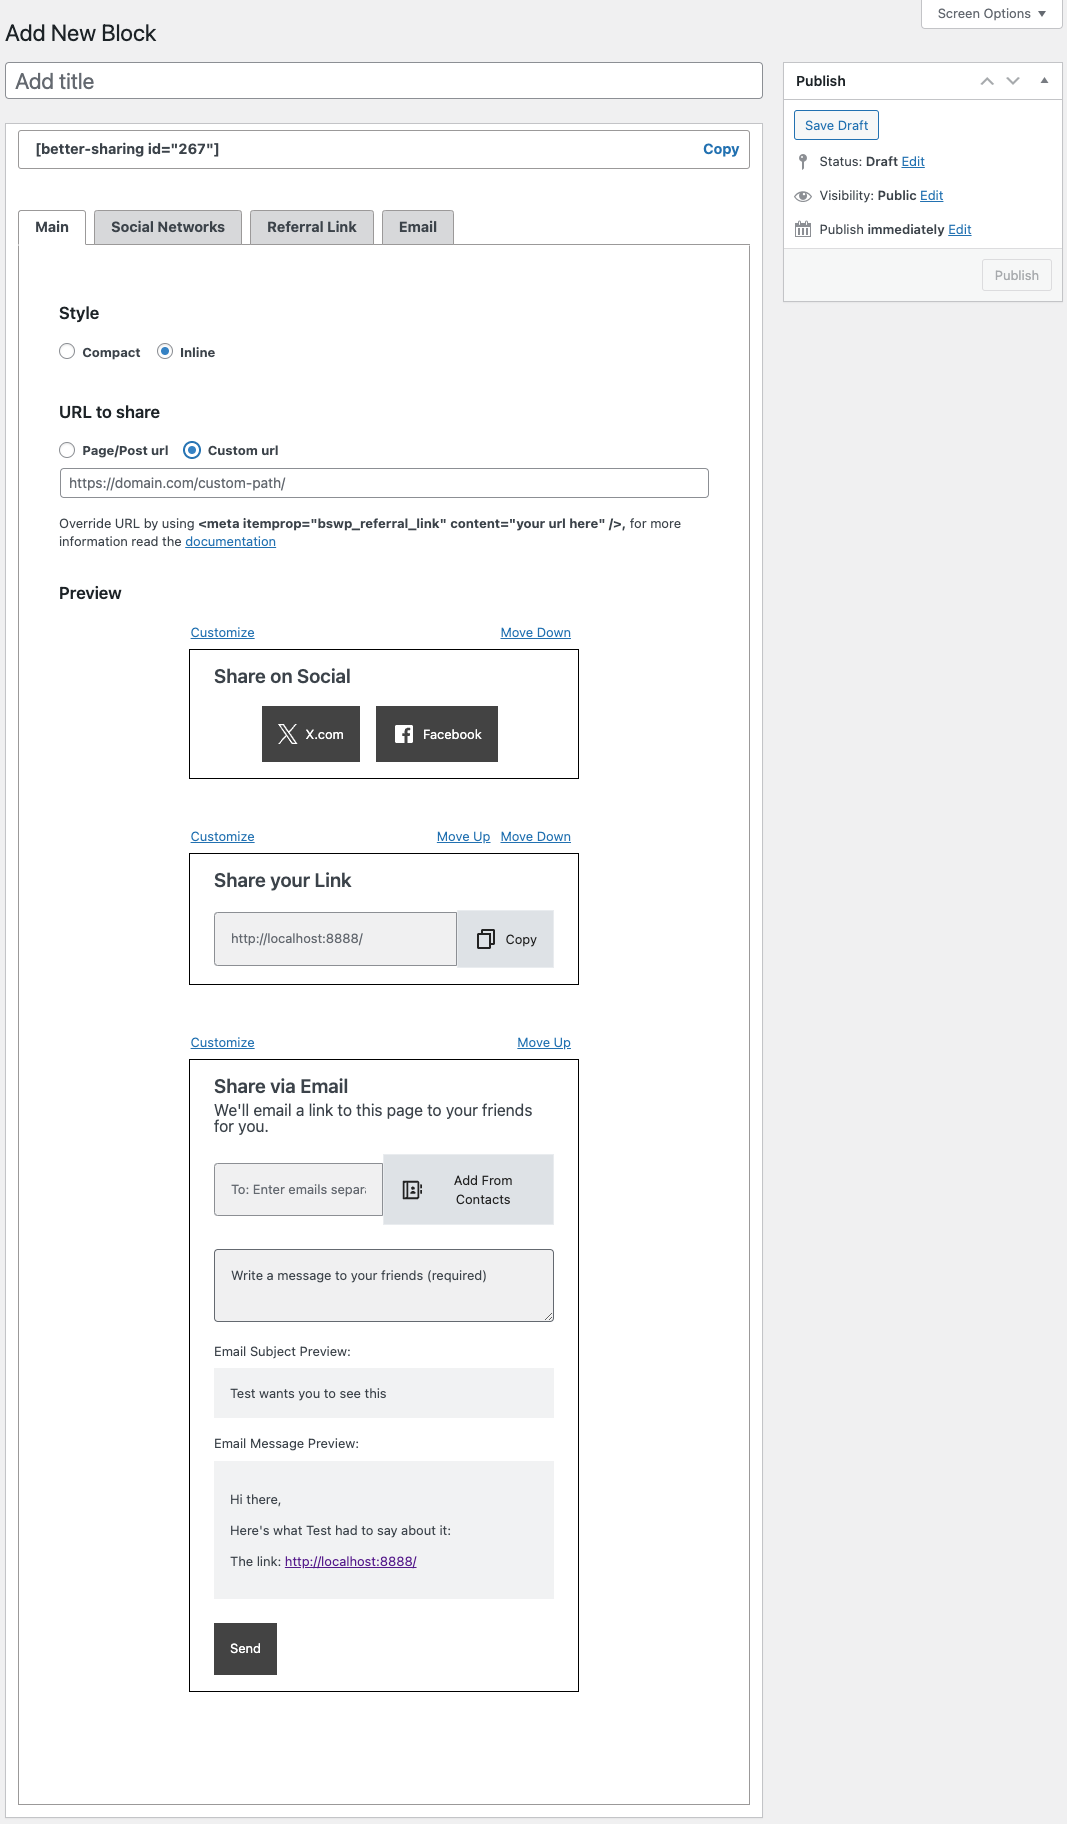 Screen Options
Add New Block
Add title
Publish
[better-sharing id="267"]
Copy
Save Draft
Status: Draft Edit
Visibility: Public Edit
Publish immediately Edit
Publish
Main
Social Networks
Referral Link
Email
Style
Compact
Inline
URL to share
Page/Post url
Custom url
https://domain.com/custom-path/
Override URL by using <meta itemprop="bswp_referral_link" content="your url here" />, for more
information read the documentation
Preview
Customize
Move Down
Share on Social
X.com
Facebook
Customize
Move Up
Move Down
Share your Link
http://localhost:8888/
Copy
Customize
Move Up
Share via Email
We'll email a link to this page to your friends
for you.
To: Enter emails separ
Add From
Contacts
Write a message to your friends (required)
Email Subject Preview:
Test wants you to see this
Email Message Preview:
Hi there,
Here's what Test had to say about it:
The link: http://localhost:8888/
Send